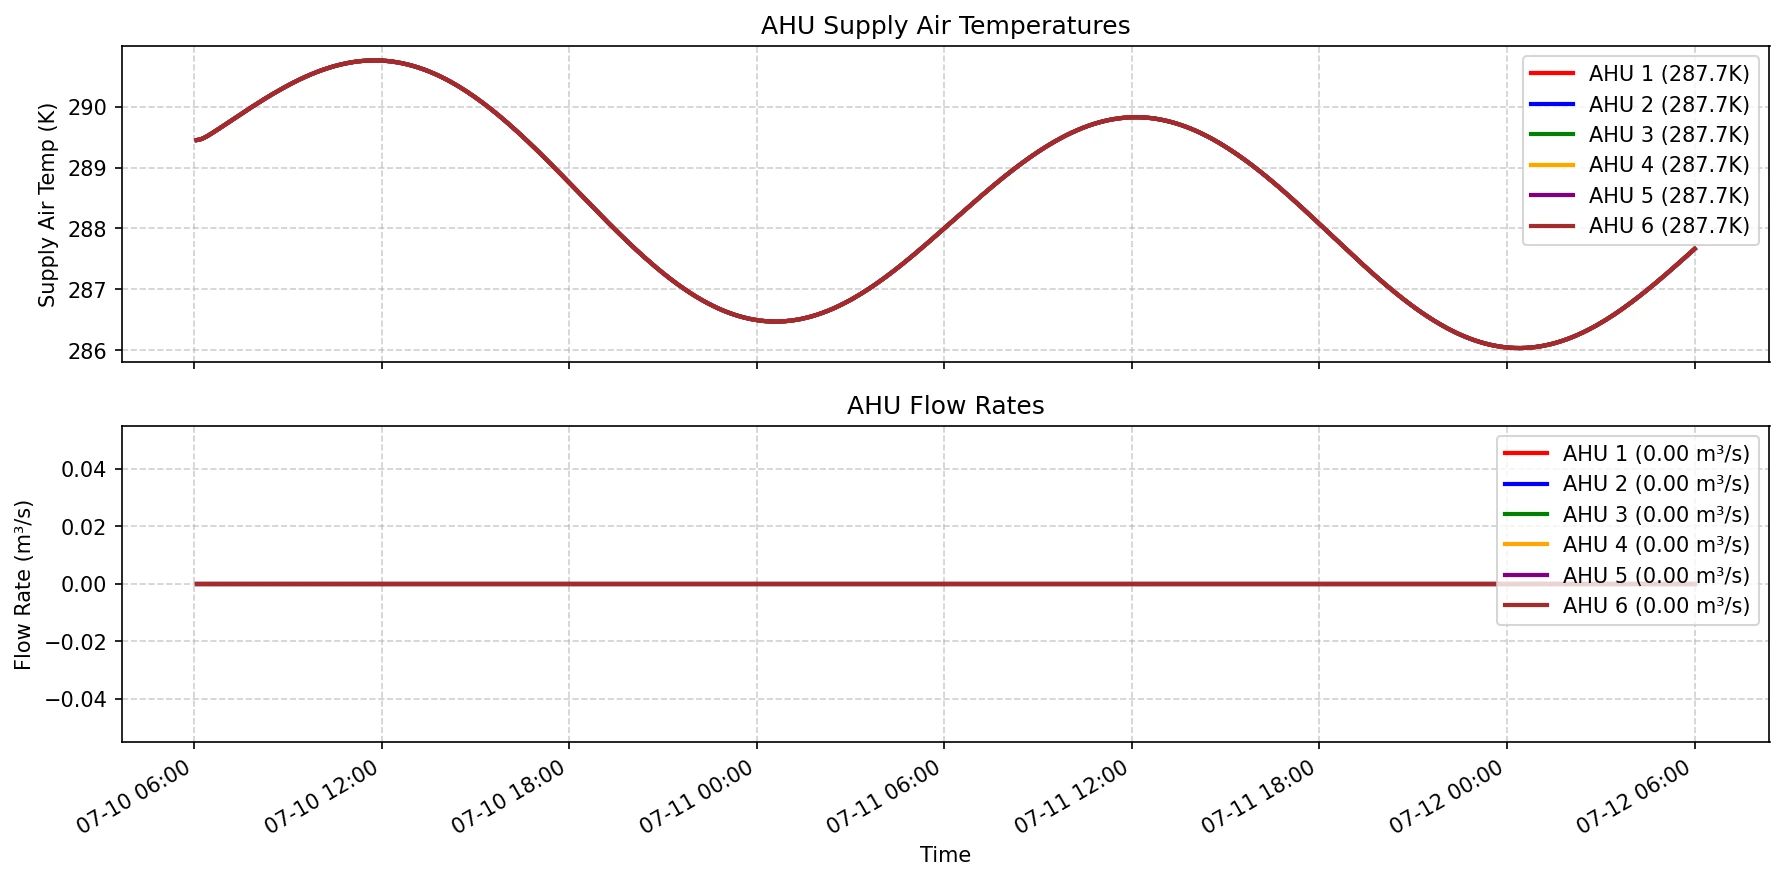 AHU Supply Air Temperatures
Supply Air Temp (K)
290
289
288
287
286
AHU 1 (287.7K)
AHU 2 (287.7K)
AHU 3 (287.7K)
AHU 4 (287.7K)
AHU 5 (287.7K)
AHU 6 (287.7K)
AHU Flow Rates
Flow Rate (m³/s)
0.04
0.02
0.00
−0.02
−0.04
AHU 1 (0.00 m³/s)
AHU 2 (0.00 m³/s)
AHU 3 (0.00 m³/s)
AHU 4 (0.00 m³/s)
AHU 5 (0.00 m³/s)
AHU 6 (0.00 m³/s)
07-10 06:00
07-10 12:00
07-10 18:00
07-11 00:00
07-11 06:00
07-11 12:00
07-11 18:00
07-12 00:00
07-12 06:00
Time